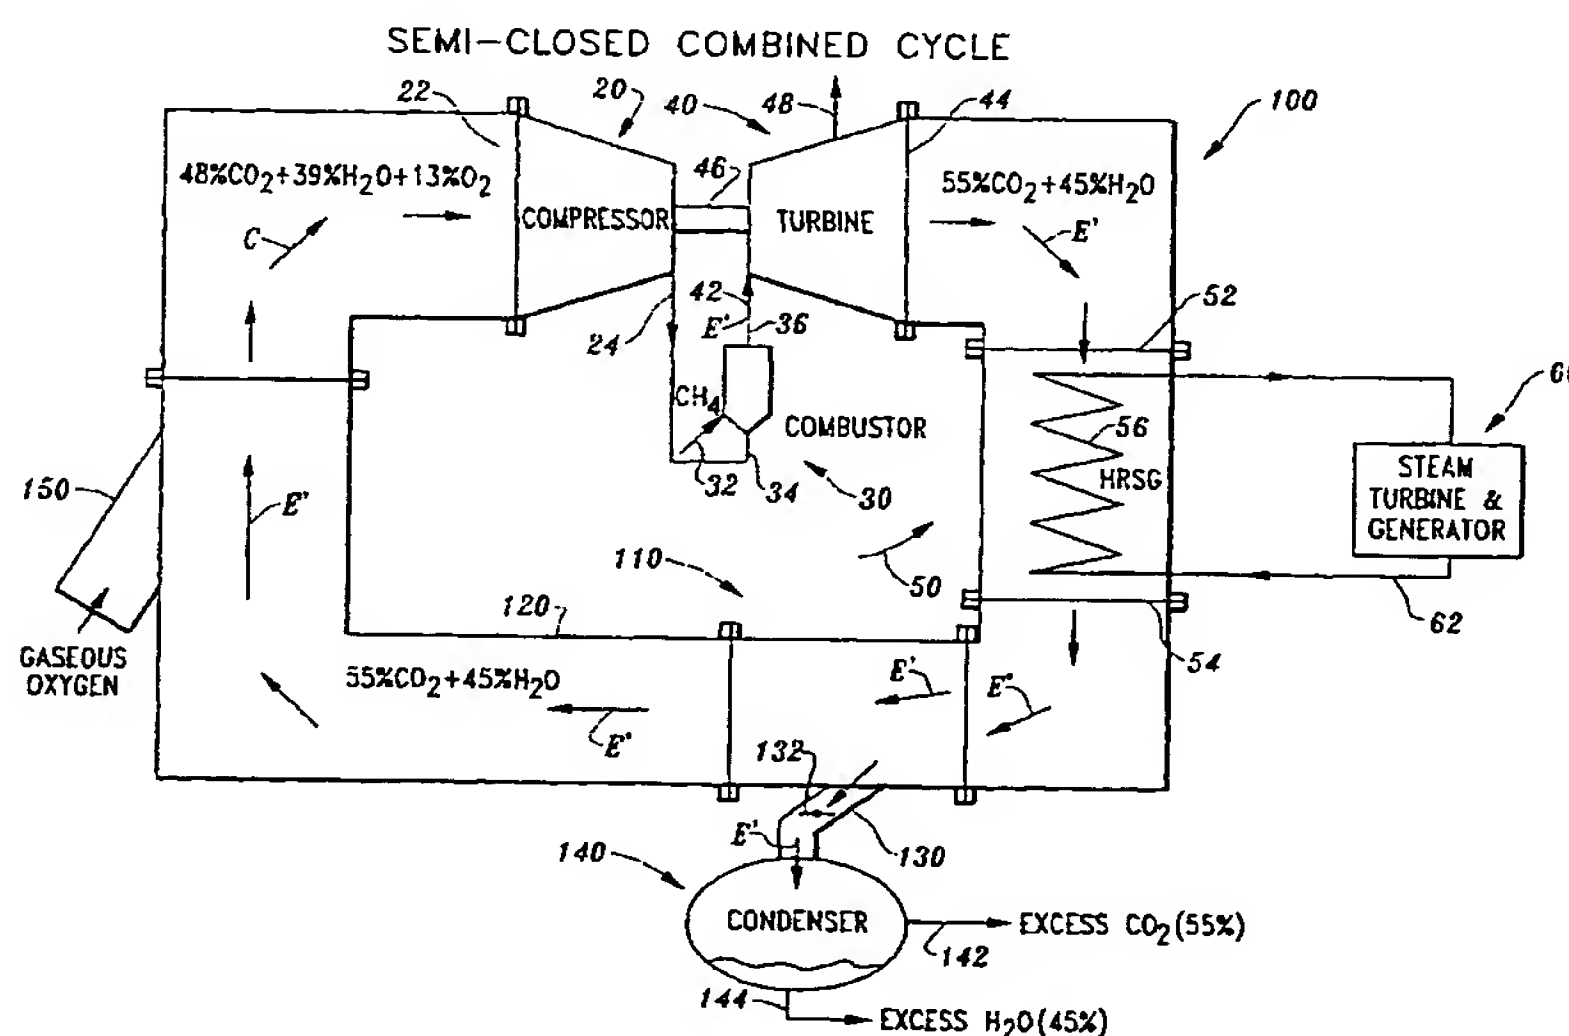 SEMI-CLOSED COMBINED CYCLE
22
20
40
48
44
100
48%CO2+39%H2O+13%O2
46
55%CO2+45%H2O
COMPRESSOR
TURBINE
C
E'
42
52
24
E'
36
CH4
COMBUSTOR
56
HRSG
STEAM
TURBINE &
GENERATOR
150
E'
32
34
30
110
50
120
62
GASEOUS
OXYGEN
55%CO2+45%H2O
54
E'
E'
E'
132
E'
130
140
CONDENSER
EXCESS CO2(55%)
142
144
EXCESS H2O(45%)